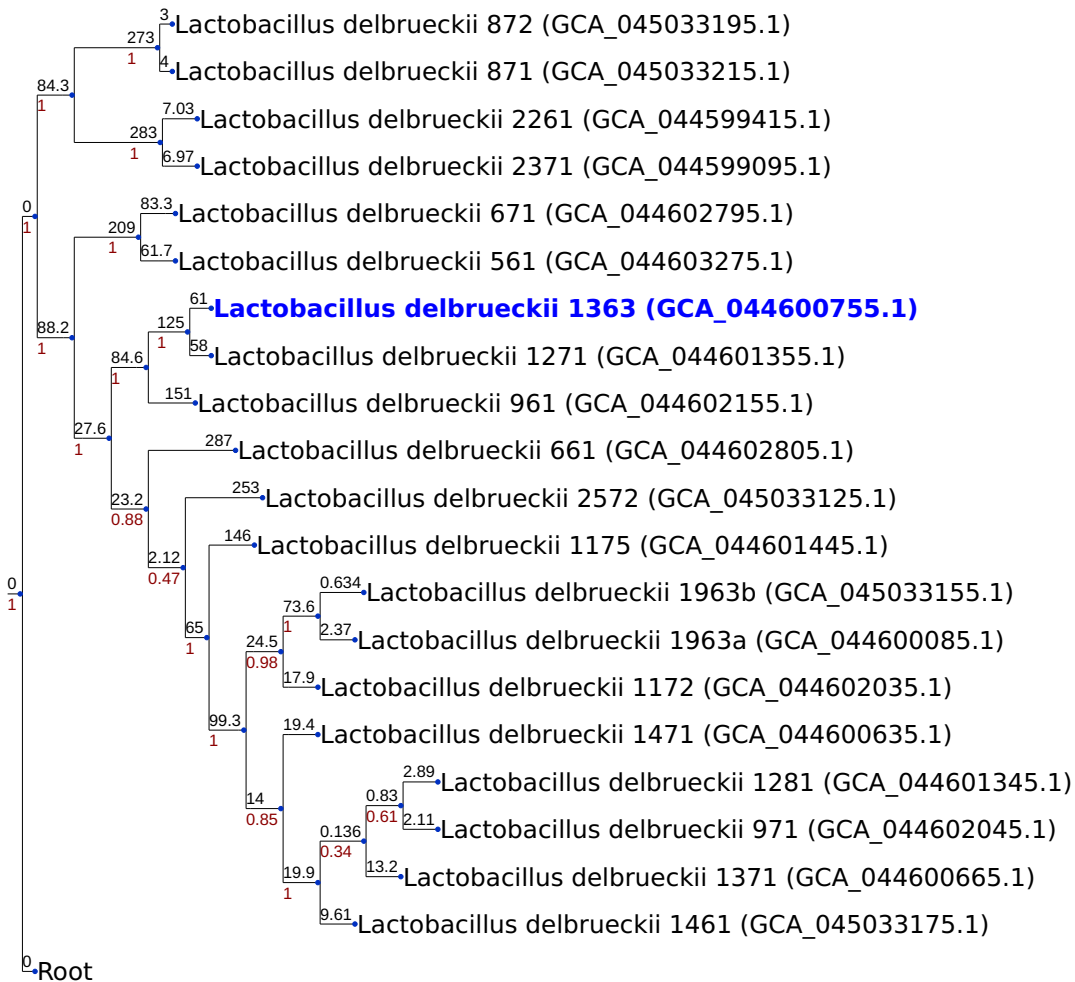 3
Lactobacillus delbrueckii 872 (GCA_045033195.1)
273
1
4
Lactobacillus delbrueckii 871 (GCA_045033215.1)
84.3
1
7.03
Lactobacillus delbrueckii 2261 (GCA_044599415.1)
283
1
6.97
Lactobacillus delbrueckii 2371 (GCA_044599095.1)
0
1
83.3
Lactobacillus delbrueckii 671 (GCA_044602795.1)
209
1
61.7
Lactobacillus delbrueckii 561 (GCA_044603275.1)
88.2
1
61
Lactobacillus delbrueckii 1363 (GCA_044600755.1)
125
1
58
Lactobacillus delbrueckii 1271 (GCA_044601355.1)
84.6
1
151
Lactobacillus delbrueckii 961 (GCA_044602155.1)
27.6
1
287
Lactobacillus delbrueckii 661 (GCA_044602805.1)
23.2
0.88
253
Lactobacillus delbrueckii 2572 (GCA_045033125.1)
2.12
0.47
146
Lactobacillus delbrueckii 1175 (GCA_044601445.1)
0
1
65
1
0.634
Lactobacillus delbrueckii 1963b (GCA_045033155.1)
73.6
1
2.37
Lactobacillus delbrueckii 1963a (GCA_044600085.1)
24.5
0.98
17.9
Lactobacillus delbrueckii 1172 (GCA_044602035.1)
99.3
1
19.4
Lactobacillus delbrueckii 1471 (GCA_044600635.1)
14
0.85
2.89
Lactobacillus delbrueckii 1281 (GCA_044601345.1)
0.83
0.61
2.11
Lactobacillus delbrueckii 971 (GCA_044602045.1)
0.136
0.34
13.2
Lactobacillus delbrueckii 1371 (GCA_044600665.1)
19.9
1
9.61
Lactobacillus delbrueckii 1461 (GCA_045033175.1)
0
Root